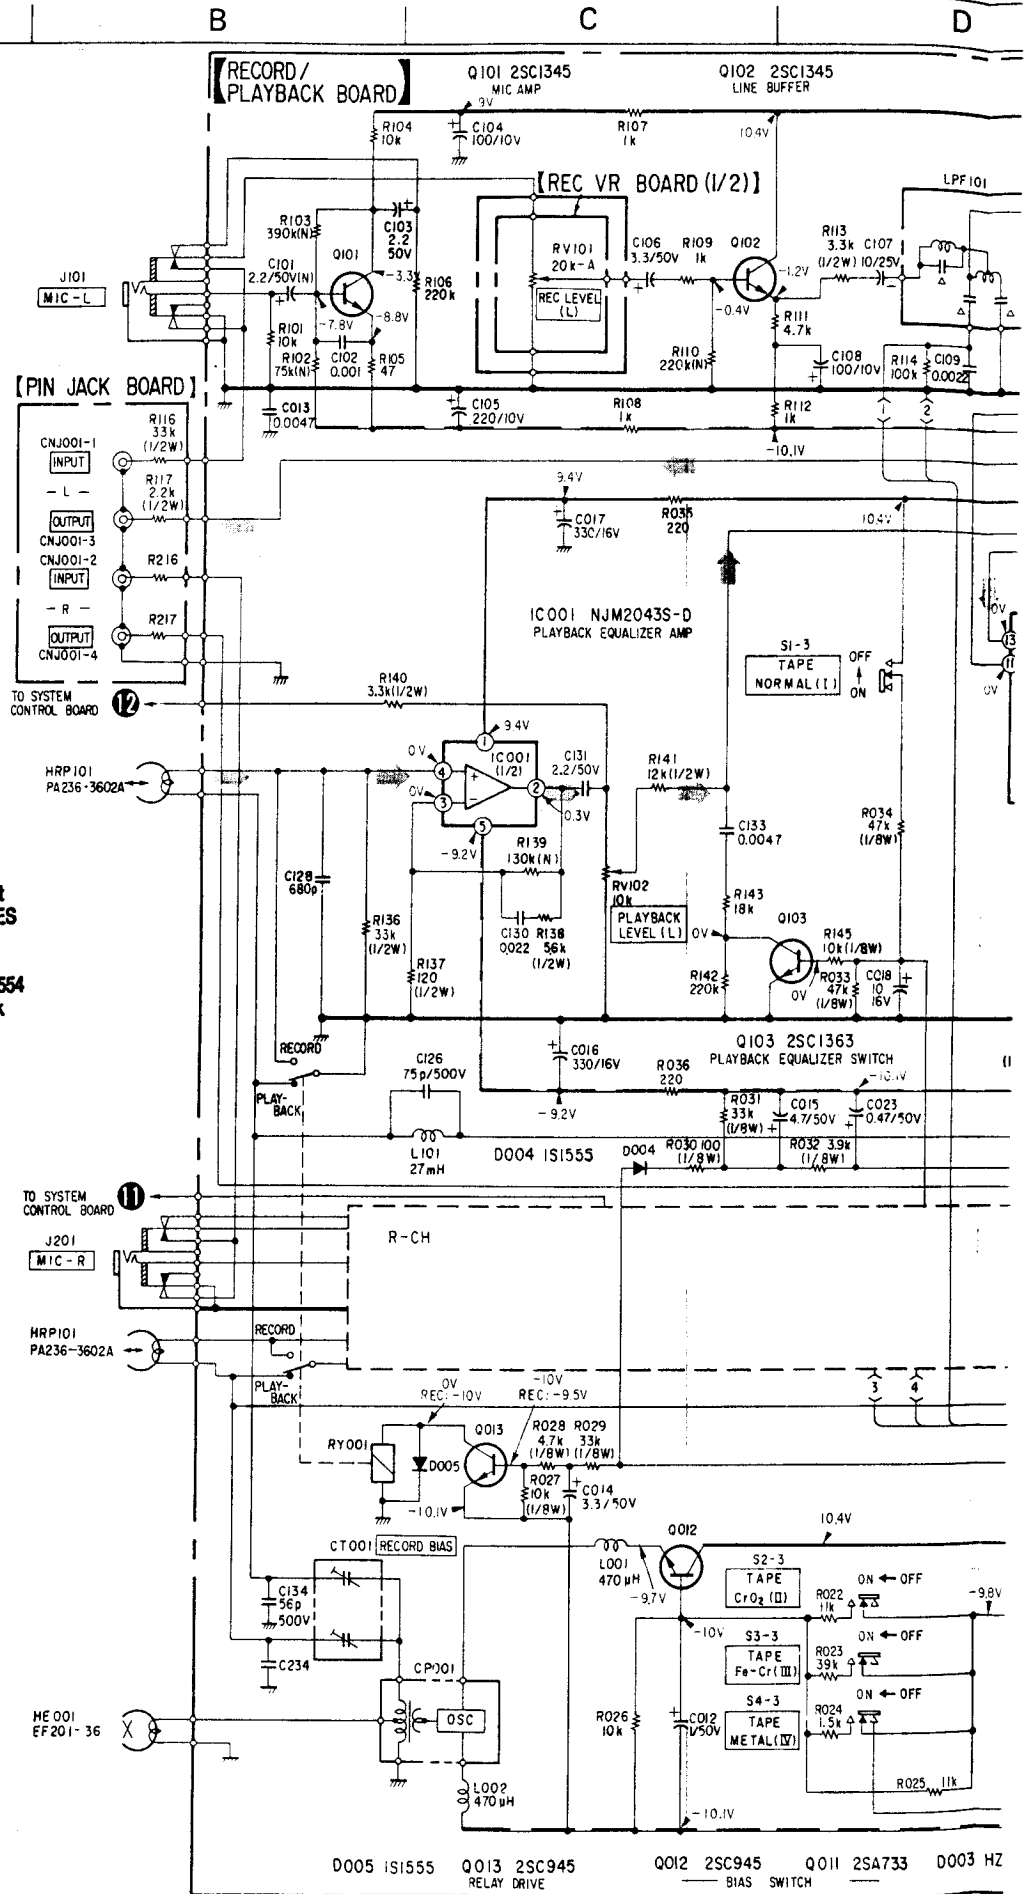 B
C
D
【RECORD/
PLAYBACK BOARD】
Q101 2SC1345
MIC AMP
Q102 2SC1345
LINE BUFFER
9V
R104
10k
C104
100/10V
R107
1k
10.4V
【REC VR BOARD (1/2)】
LPF101
R103
390k(N)
C103
2.2
50V
Q101
C101
2.2/50V(N)
-3.3
R106
220k
RV101
20k-A
REC LEVEL
(L)
C106
3.3/50V
R109
1k
Q102
R113
3.3k
(1/2W)
C107
10/25V
-1.2V
-0.4V
J101
MIC-L
R101
10k
-7.8V
-8.8V
R102
75k(N)
C102
0.001
R105
47
R111
4.7k
R110
220k(N)
C108
100/10V
R114
100k
C109
0.0022
1
2
【PIN JACK BOARD】
C013
0.0047
C105
220/10V
R108
1k
R112
1k
-10.1V
R116
33k
(1/2W)
CNJ001-1
INPUT
- L -
R117
2.2k
(1/2W)
OUTPUT
CNJ001-3
CNJ001-2
INPUT
R216
- R -
R217
OUTPUT
CNJ001-4
9.4V
C017
330/16V
R035
220
10.4V
IC001 NJM2043S-D
PLAYBACK EQUALIZER AMP
S1-3
TAPE
NORMAL(I)
OFF
ON
0V
13
11
0V
TO SYSTEM
CONTROL BOARD
12
R140
3.3k(1/2W)
9.4V
1
HRP101
PA236-3602A
0V
4
IC001
(1/2)
+
-
0V
3
2
0.3V
5
-9.2V
C131
2.2/50V
R141
12k(1/2W)
C133
0.0047
R034
47k
(1/8W)
R139
130k(N)
C128
680p
C130
0.022
R138
56k
(1/2W)
RV102
10k
PLAYBACK
LEVEL (L)
R143
18k
0V
Q103
R136
33k
(1/2W)
R137
120
(1/2W)
R142
220k
0V
R145
10k(1/8W)
R033
47k
(1/8W)
C018
10
16V
t
ES
554
k
RECORD
PLAY-
BACK
C126
75p/500V
C016
330/16V
Q103 2SC1363
PLAYBACK EQUALIZER SWITCH
(1
R036
220
-9.2V
-10.1V
L101
27mH
R031
33k
(1/8W)
C015
4.7/50V
C023
0.47/50V
D004 1S1555
D004
R030 100
(1/8W)
R032 3.9k
(1/8W)
TO SYSTEM
CONTROL BOARD
11
J201
MIC-R
R-CH
HRP101
PA236-3602A
RECORD
PLAY-
BACK
3
4
0V
REC: -10V
-10V
REC: -9.5V
RY001
Q013
D005
R028
4.7k
(1/8W)
R029
33k
(1/8W)
R027
10k
(1/8W)
C014
3.3/50V
-10.1V
CT001
RECORD BIAS
Q012
10.4V
L001
470μH
-9.7V
S2-3
TAPE
CrO₂(II)
ON ← OFF
R022
11k
-9.8V
C134
56p
500V
C234
-10V
S3-3
TAPE
Fe-Cr(III)
ON ← OFF
R023
39k
CP001
OSC
S4-3
TAPE
METAL(IV)
ON ← OFF
R024
1.5k
HE001
EF201-36
R026
10k
C012
1/50V
L002
470μH
R025
11k
-10.1V
D005 1S1555
Q013 2SC945
RELAY DRIVE
Q012 2SC945
Q011 2SA733
BIAS SWITCH
D003 HZ